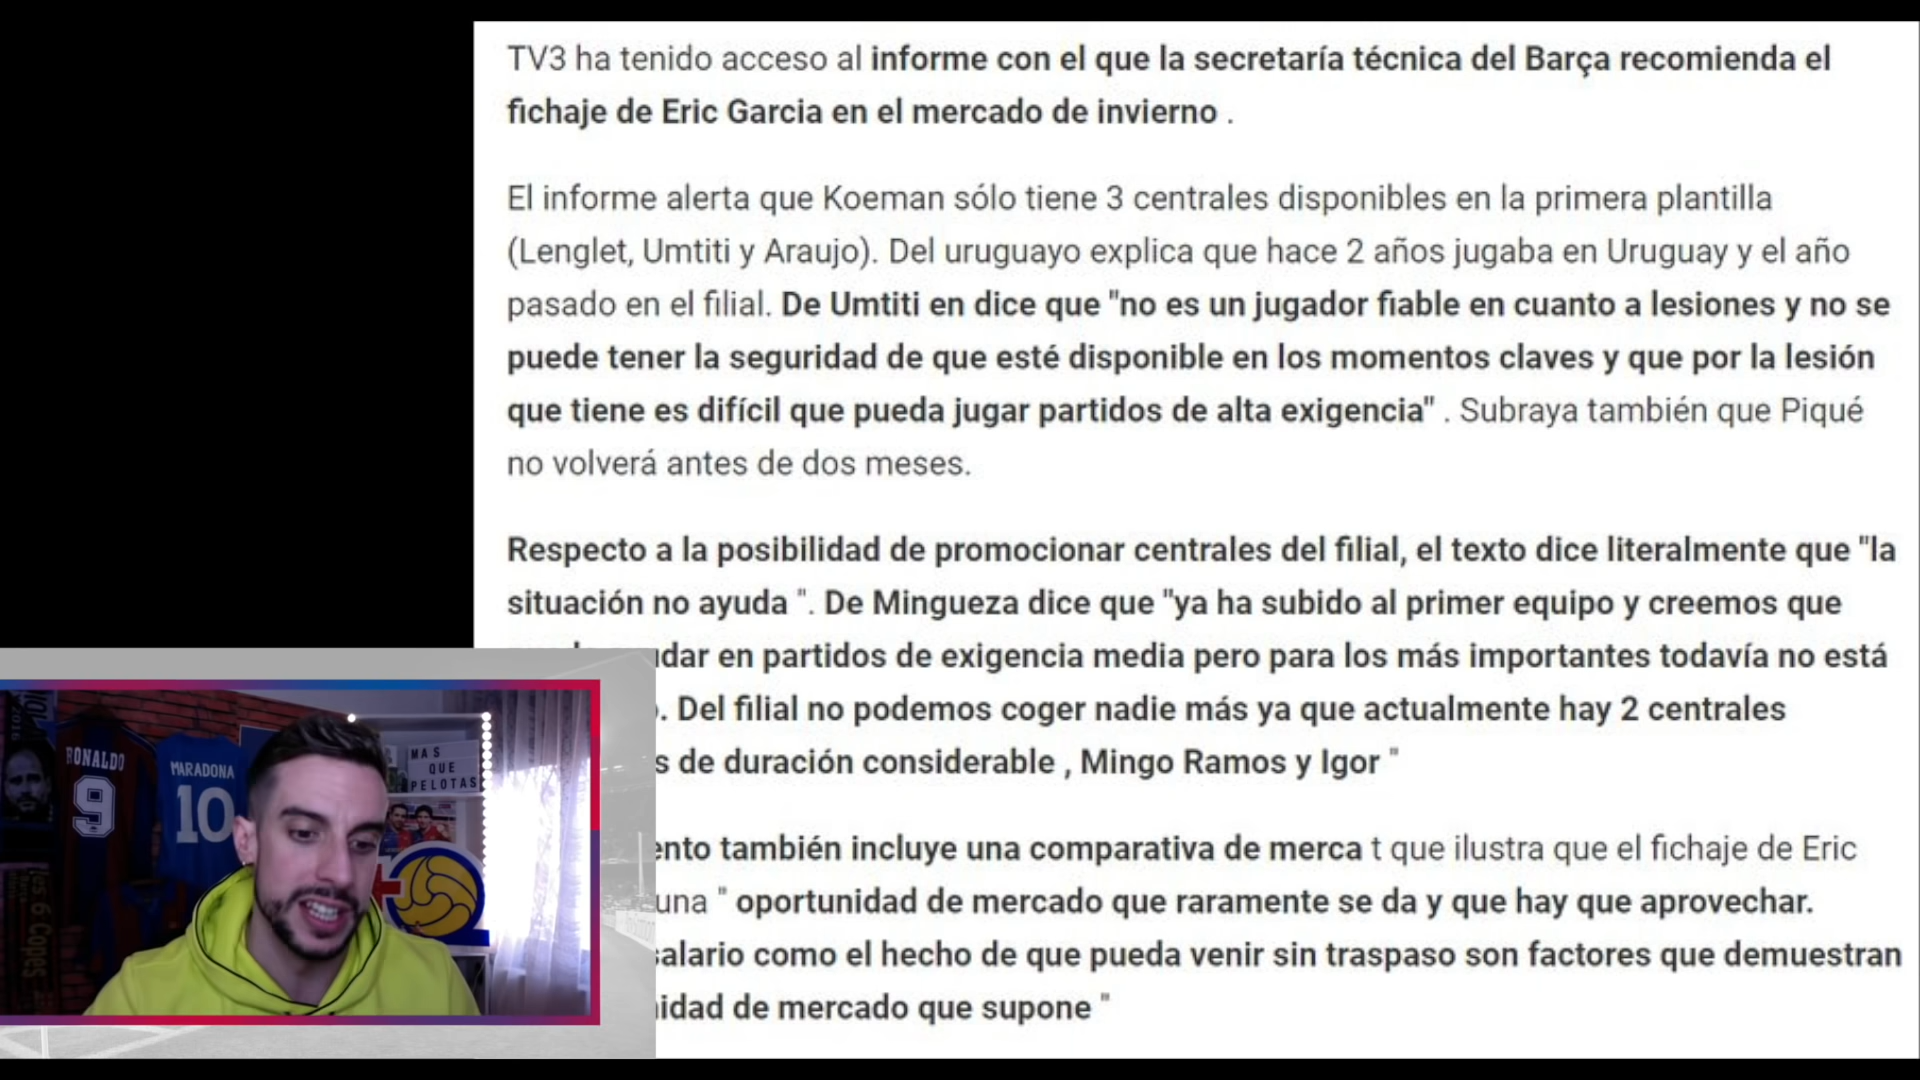 TV3 ha tenido acceso al informe con el que la secretaría técnica del Barça recomienda el
fichaje de Eric Garcia en el mercado de invierno .
El informe alerta que Koeman sólo tiene 3 centrales disponibles en la primera plantilla
(Lenglet, Umtiti y Araujo). Del uruguayo explica que hace 2 años jugaba en Uruguay y el año
pasado en el filial. De Umtiti en dice que "no es un jugador fiable en cuanto a lesiones y no se
puede tener la seguridad de que esté disponible en los momentos claves y que por la lesión
que tiene es difícil que pueda jugar partidos de alta exigencia" . Subraya también que Piqué
no volverá antes de dos meses.
Respecto a la posibilidad de promocionar centrales del filial, el texto dice literalmente que "la
situación no ayuda ". De Mingueza dice que "ya ha subido al primer equipo y creemos que
en partidos de exigencia media pero para los más importantes todavía no está
. Del filial no podemos coger nadie más ya que actualmente hay 2 centrales
s de duración considerable , Mingo Ramos y Igor "
también incluye una comparativa de merca t que ilustra que el fichaje de Eric
una " oportunidad de mercado que raramente se da y que hay que aprovechar.
salario como el hecho de que pueda venir sin traspaso son factores que demuestran
de mercado que supone "
RONALDO
9
MARADONA
10
MAS
QUE
PELOTAS
Les 6 Copes